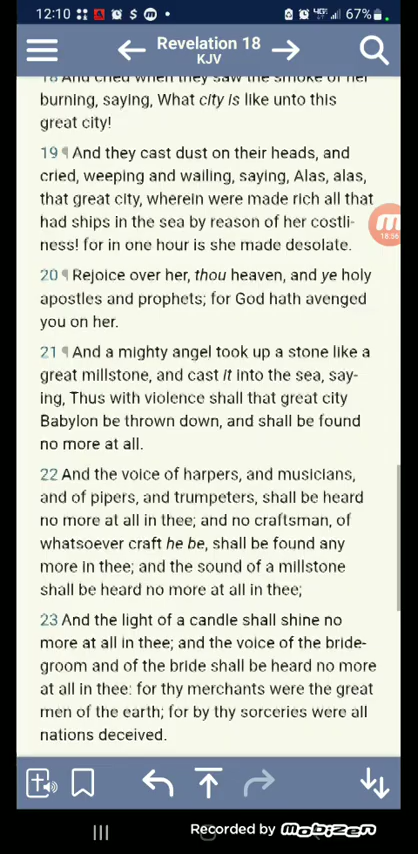 12:10 $ m 67%
Revelation 18
KJV
18 And cried when they saw the smoke of her
burning, saying, What city is like unto this
great city!
19 ¶ And they cast dust on their heads, and
cried, weeping and wailing, saying, Alas, alas,
that great city, wherein were made rich all that
had ships in the sea by reason of her costli-
ness! for in one hour is she made desolate.
m
18:56
20 ¶ Rejoice over her, thou heaven, and ye holy
apostles and prophets; for God hath avenged
you on her.
21 ¶ And a mighty angel took up a stone like a
great millstone, and cast it into the sea, say-
ing, Thus with violence shall that great city
Babylon be thrown down, and shall be found
no more at all.
22 And the voice of harpers, and musicians,
and of pipers, and trumpeters, shall be heard
no more at all in thee; and no craftsman, of
whatsoever craft he be, shall be found any
more in thee; and the sound of a millstone
shall be heard no more at all in thee;
23 And the light of a candle shall shine no
more at all in thee; and the voice of the bride-
groom and of the bride shall be heard no more
at all in thee: for thy merchants were the great
men of the earth; for by thy sorceries were all
nations deceived.
Recorded by mobizen